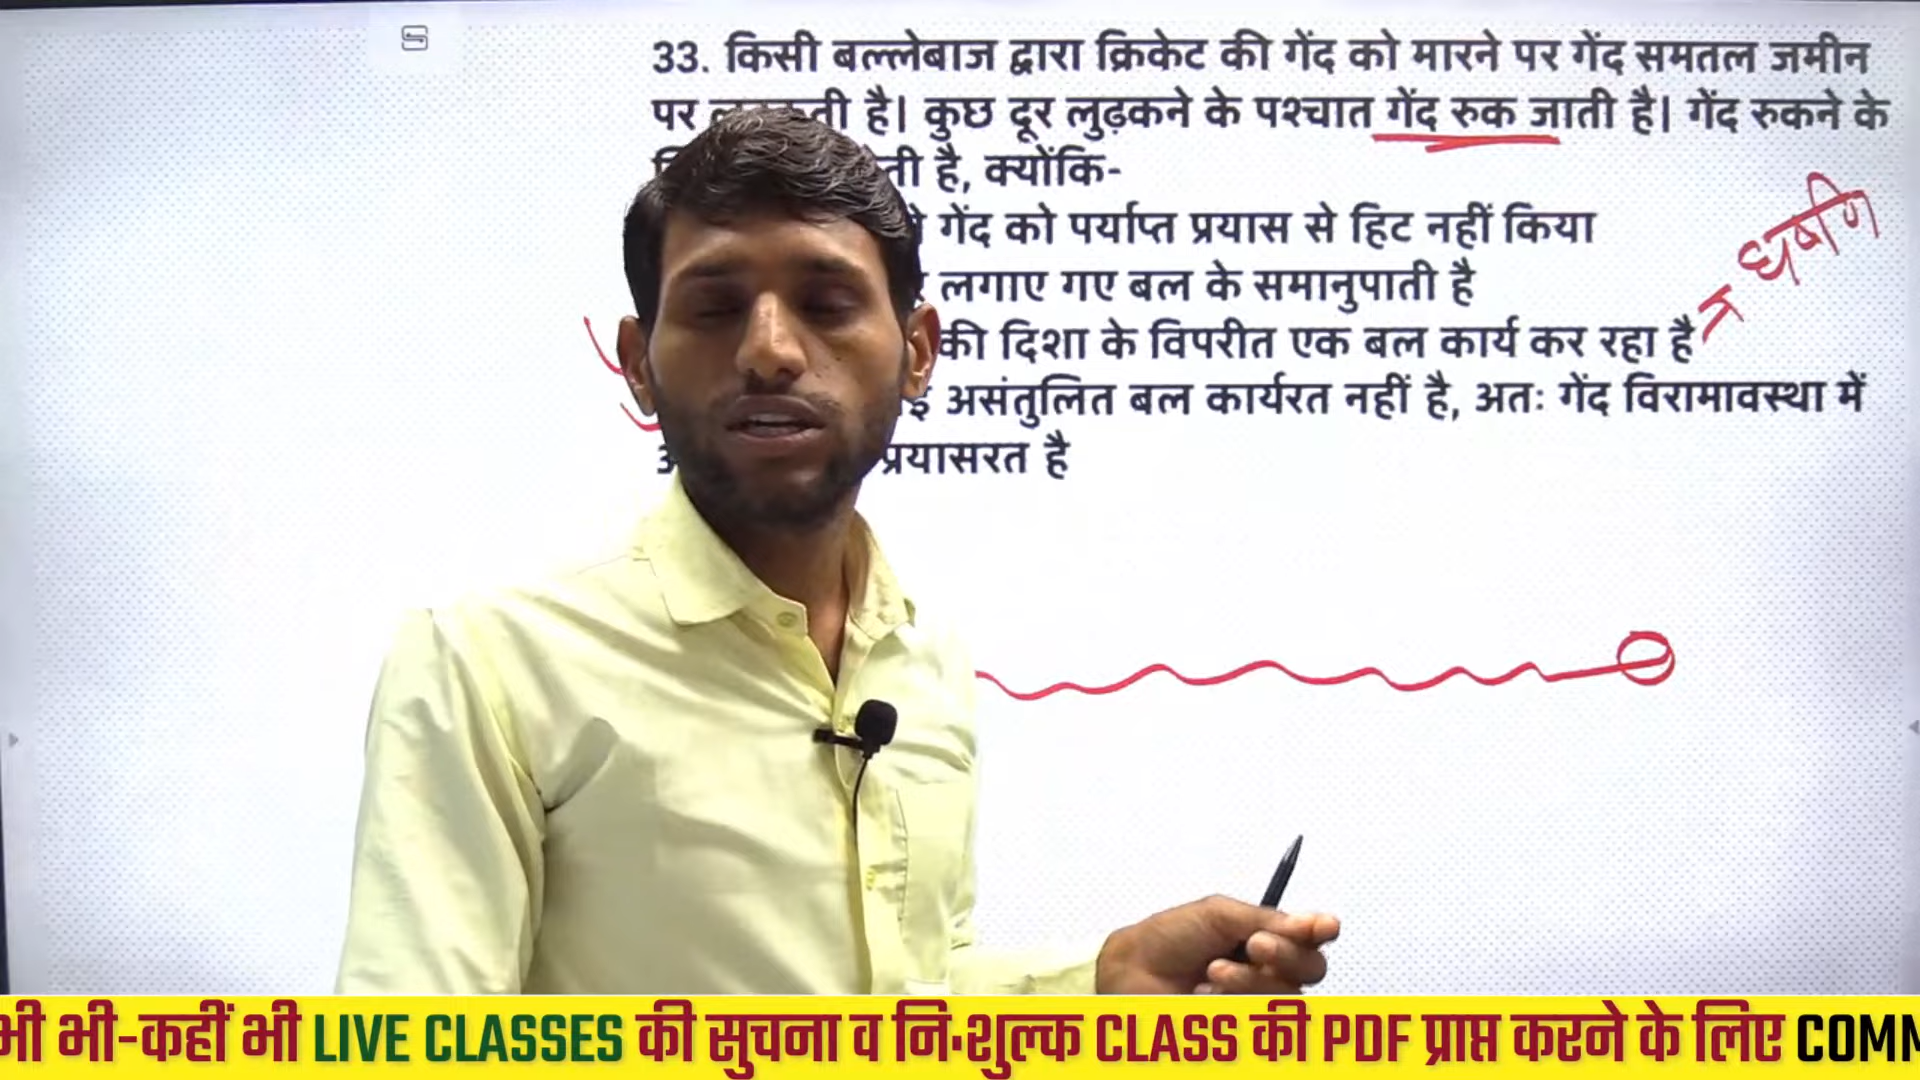 33. किसी बल्लेबाज द्वारा क्रिकेट की गेंद को मारने पर गेंद समतल जमीन
पर है। कुछ दूर लुढ़कने के पश्चात गेंद रुक जाती है। गेंद रुकने के
है, क्योंकि-
गेंद को पर्याप्त प्रयास से हिट नहीं किया
लगाए गए बल के समानुपाती है
की दिशा के विपरीत एक बल कार्य कर रहा है
घर्षण
असंतुलित बल कार्यरत नहीं है, अतः गेंद विरामावस्था में
प्रयासरत है
भी-कहीं भी LIVE CLASSES की सुचना व नि·शुल्क CLASS की PDF प्राप्त करने के लिए